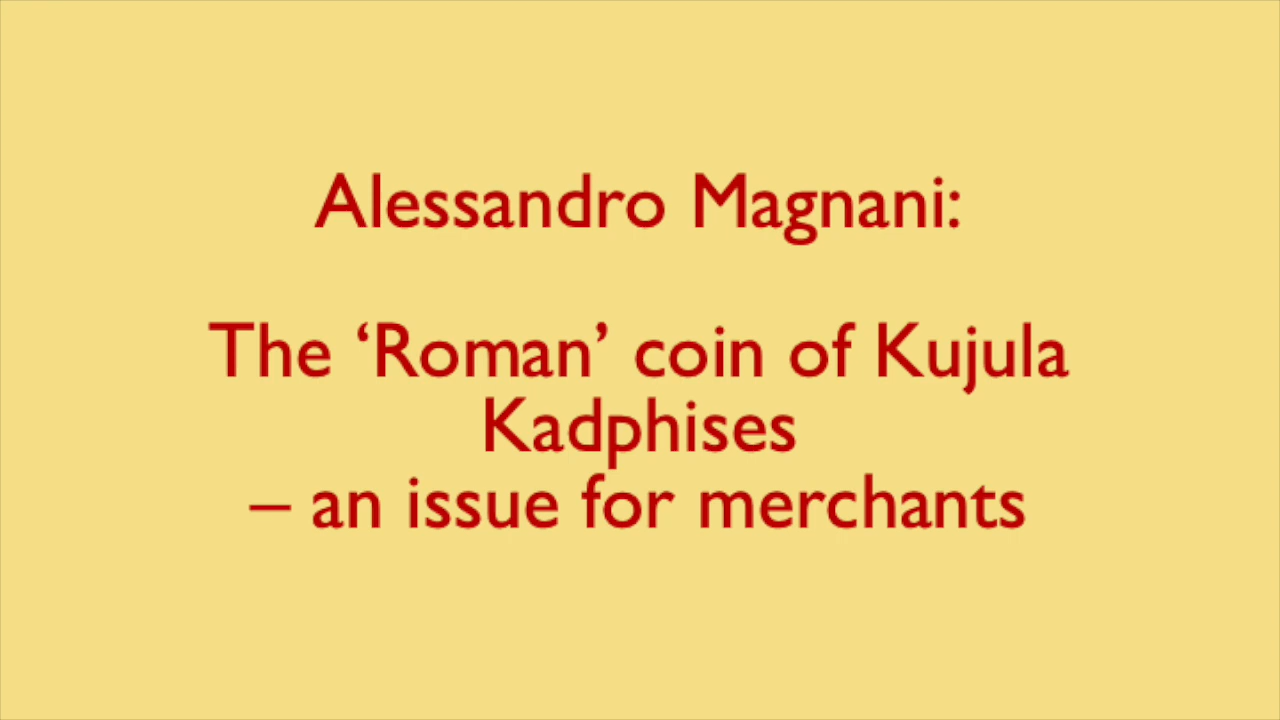 Alessandro Magnani:
The ‘Roman’ coin of Kujula
Kadphises
– an issue for merchants